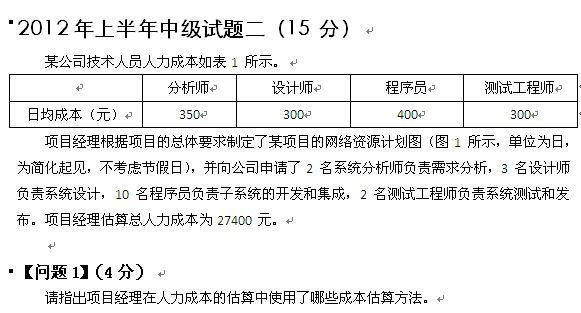 2012年上半年中级试题二（15 分）
某公司技术人员人力成本如表 1 所示。
分析师 设计师 程序员 测试工程师
日均成本（元） 350 300 400 300
项目经理根据项目的总体要求制定了某项目的网络资源计划图（图 1 所示，单位为日，
为简化起见，不考虑节假日），并向公司申请了 2 名系统分析师负责需求分析，3 名设计师
负责系统设计，10 名程序员负责子系统的开发和集成，2 名测试工程师负责系统测试和发
布。项目经理估算总人力成本为 27400 元。
【问题 1】（4 分）
请指出项目经理在人力成本的估算中使用了哪些成本估算方法。